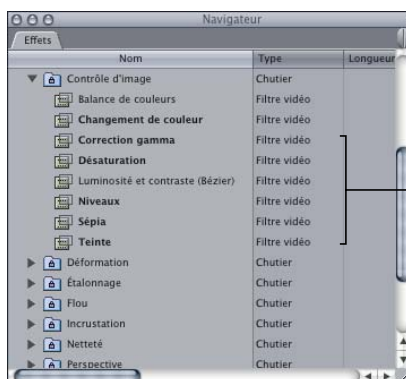 Navigateur
Effets
Nom Type Longueur
Contrôle d'image Chutier
Balance de couleurs Filtre vidéo
Changement de couleur Filtre vidéo
Correction gamma Filtre vidéo
Désaturation Filtre vidéo
Luminosité et contraste (Bézier) Filtre vidéo
Niveaux Filtre vidéo
Sépia Filtre vidéo
Teinte Filtre vidéo
Déformation Chutier
Étalonnage Chutier
Flou Chutier
Incrustation Chutier
Netteté Chutier
Perspective Chutier